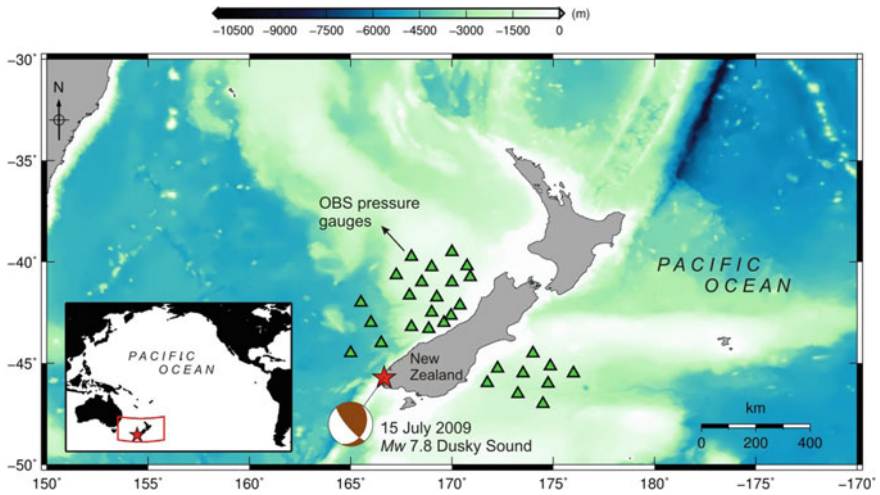 (m)
−10500 −9000 −7500 −6000 −4500 −3000 −1500 0
−30°
−35°
−40°
−45°
−50°
N
OBS pressure
gauges
PACIFIC
OCEAN
PACIFIC
OCEAN
New
Zealand
15 July 2009
Mw 7.8 Dusky Sound
km
0 200 400
150° 155° 160° 165° 170° 175° 180° −175° −170°